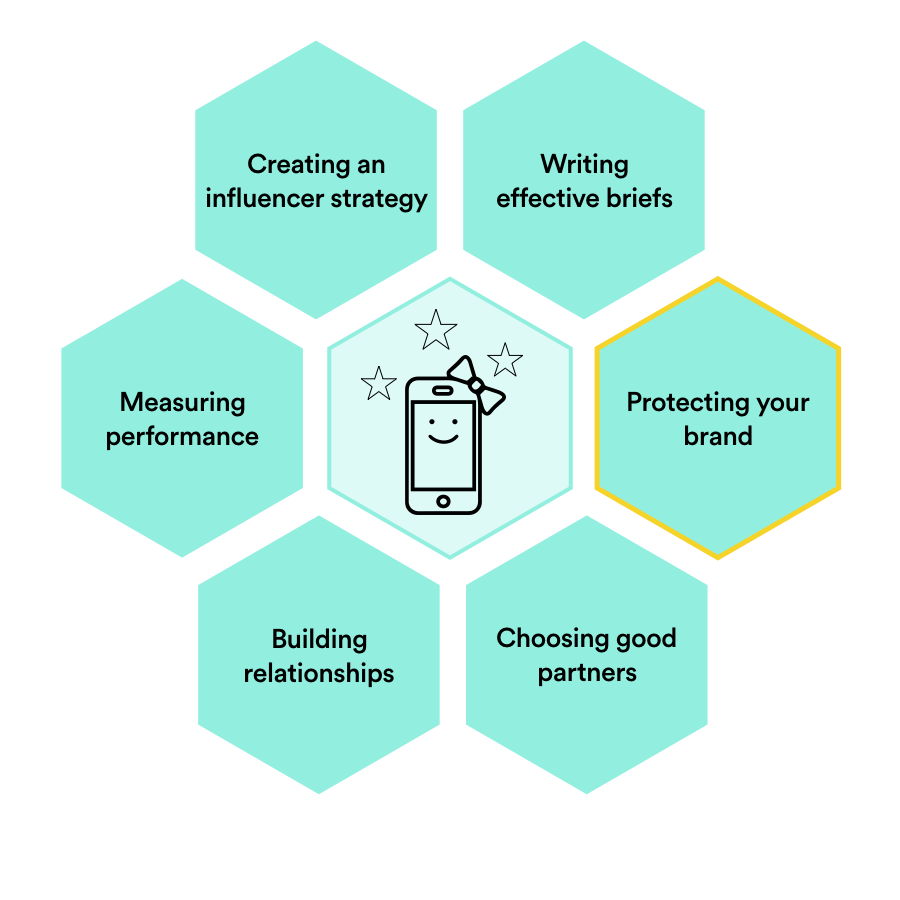 Creating an
influencer strategy
Writing
effective briefs
Measuring
performance
Protecting your
brand
Building
relationships
Choosing good
partners